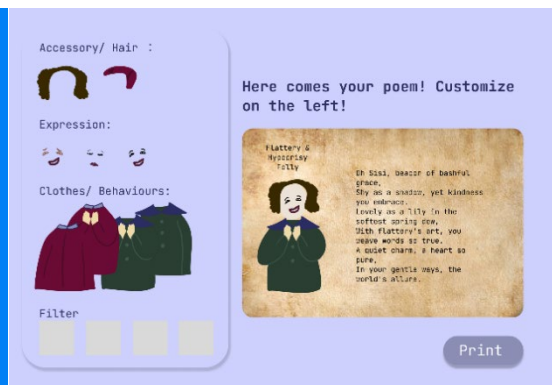 Accessory/ Hair :
Expression:
Clothes/ Behaviours:
Filter
Here comes your poem! Customize
on the left!
Flattery &
Hypocrisy
Folly
Oh Sisi, beacon of bashful
grace,
Shy as a shadow, yet kindness
you embrace.
Lovely as a lily in the
softest spring dew,
With flattery's art, you
weave words so true.
A quiet charm, a heart so
pure,
In your gentle ways, the
world's allure.
Print